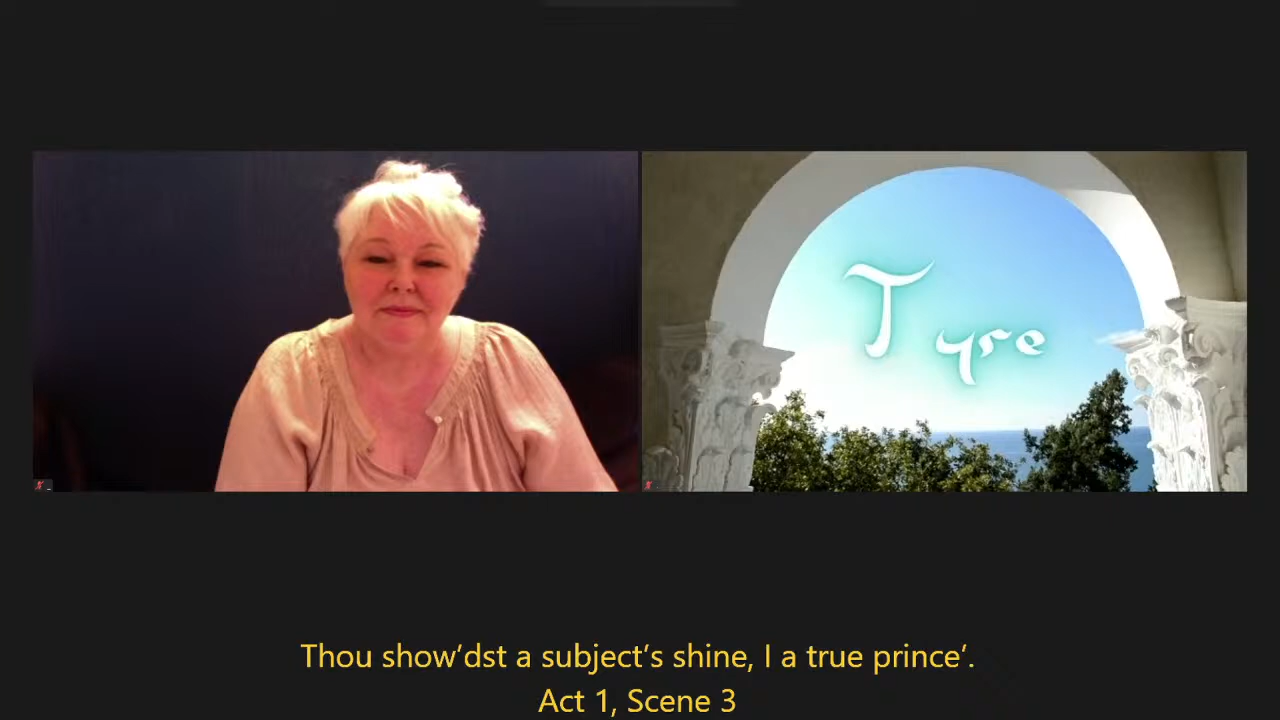 Tyre
Thou show’dst a subject’s shine, I a true prince’.
Act 1, Scene 3